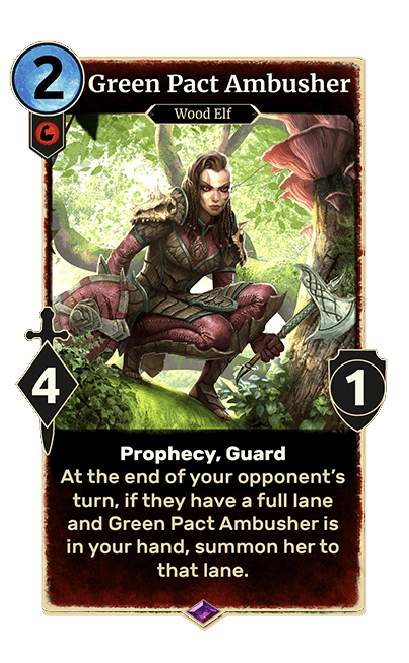 2
Green Pact Ambusher
Wood Elf
4
1
Prophecy, Guard
At the end of your opponent's
turn, if they have a full lane
and Green Pact Ambusher is
in your hand, summon her to
that lane.